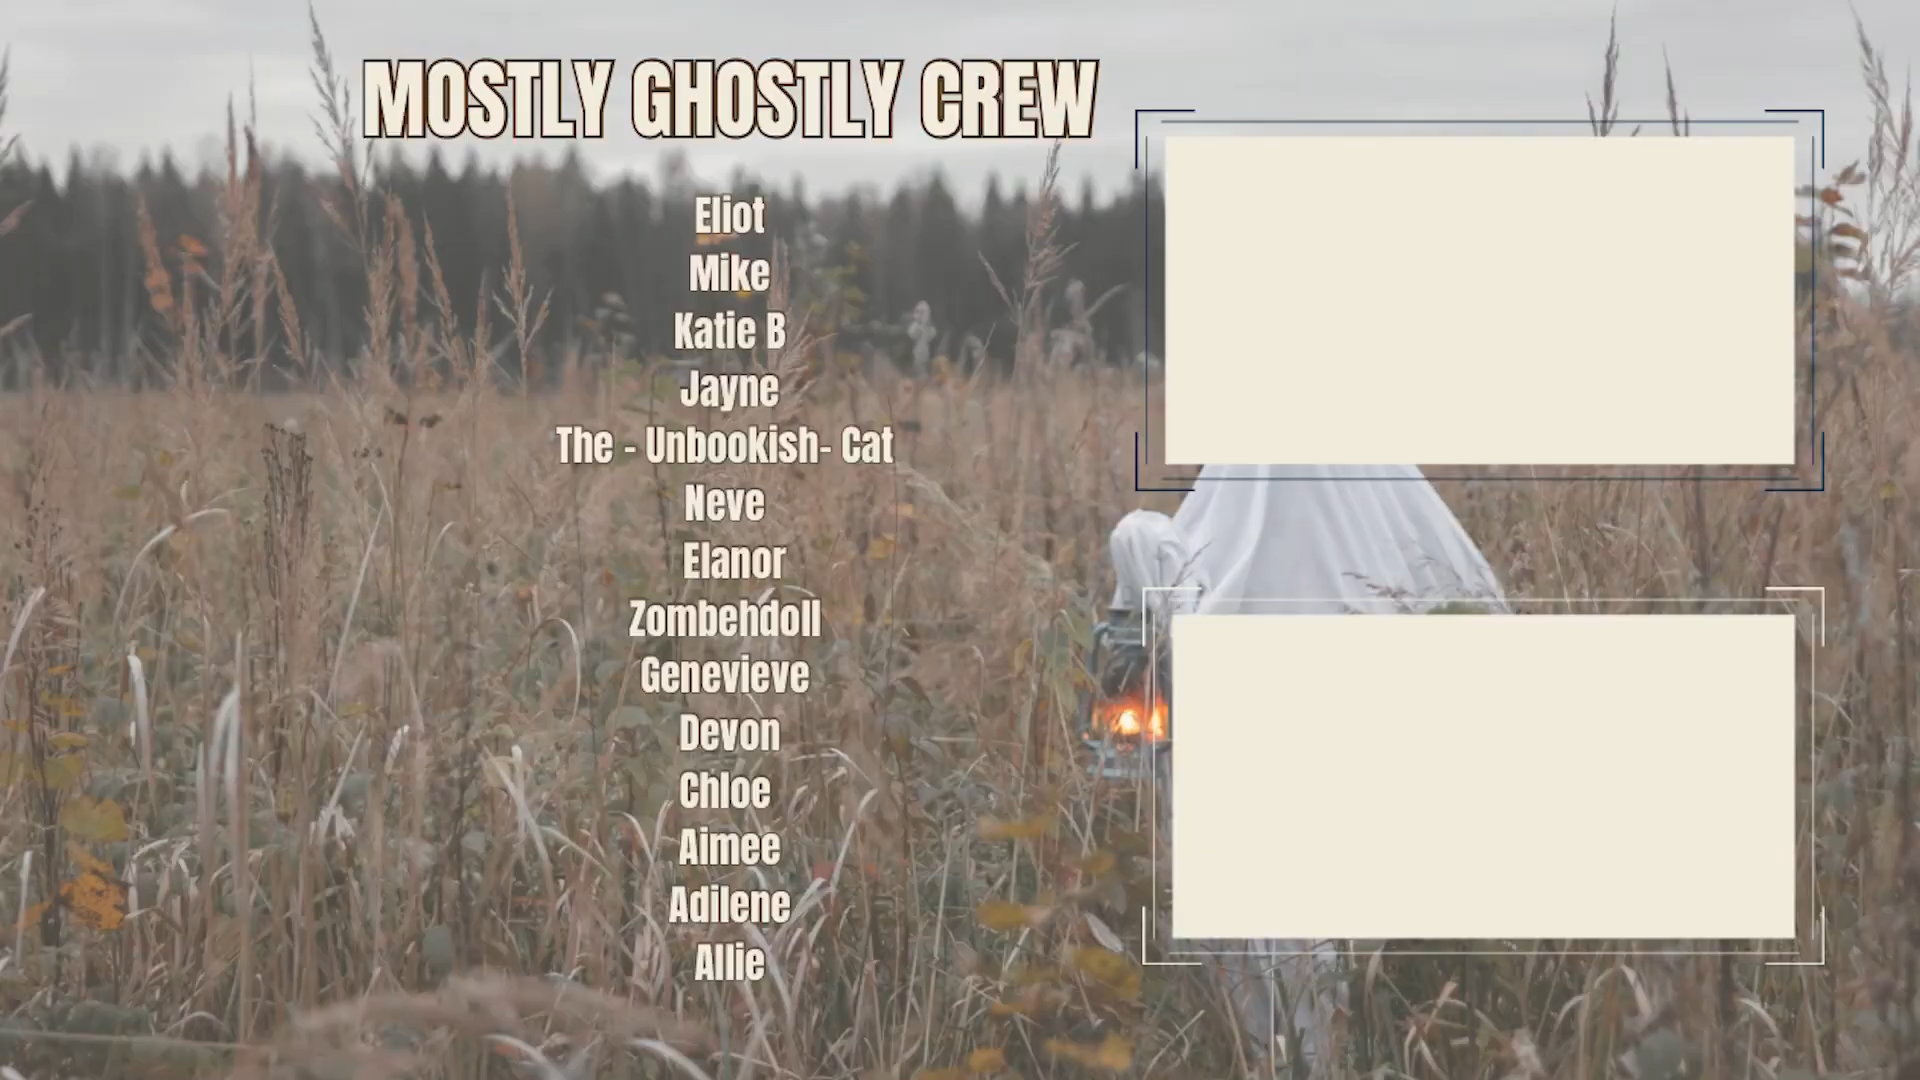 MOSTLY GHOSTLY CREW
Eliot
Mike
Katie B
Jayne
The - Unbookish- Cat
Neve
Elanor
Zombehdoll
Genevieve
Devon
Chloe
Aimee
Adilene
Allie